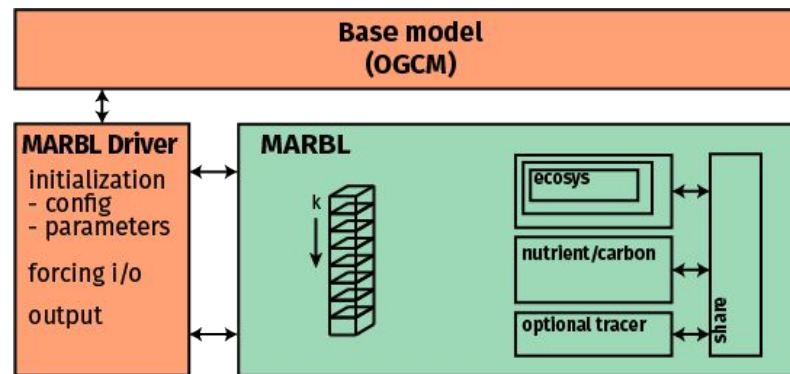 Base model
(OGCM)
MARBL Driver
initialization
- config
- parameters
forcing i/o
output
MARBL
k
ecosys
nutrient/carbon
optional tracer
share